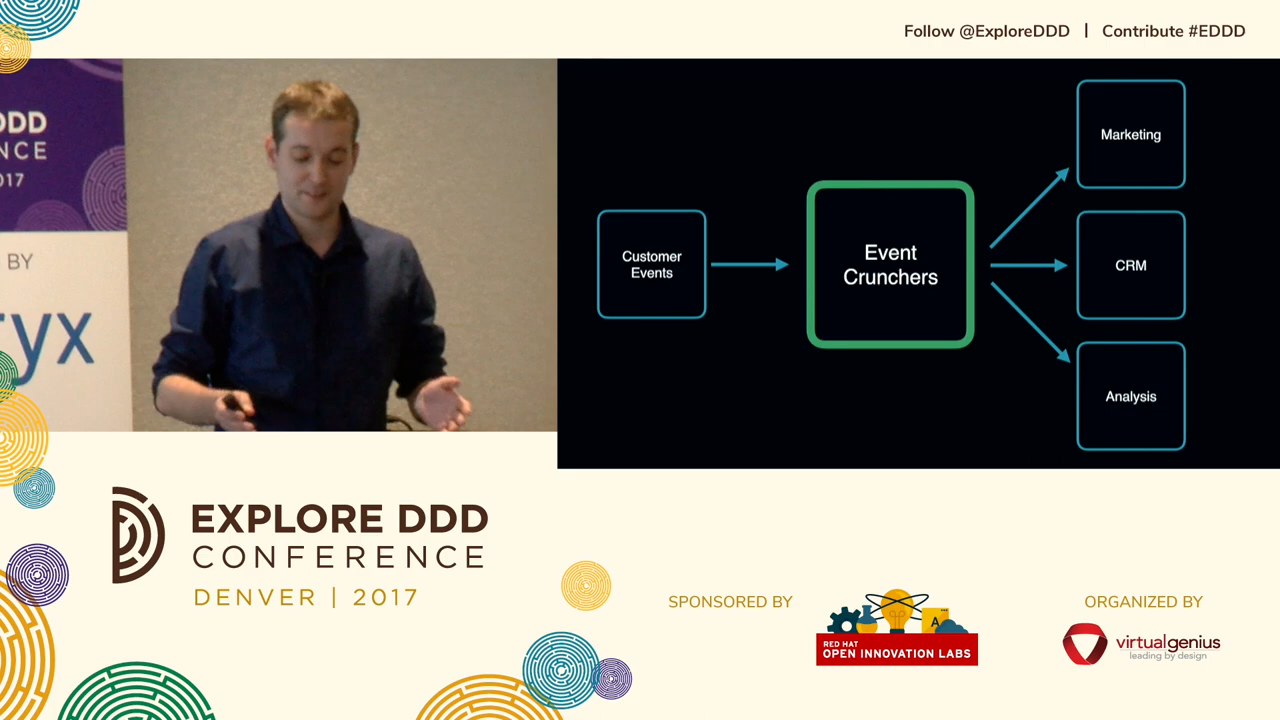 Follow @ExploreDDD | Contribute #EDDD
DDD
NCE
017
BY
yx
Customer
Events
Event
Crunchers
Marketing
CRM
Analysis
EXPLORE DDD
CONFERENCE
DENVER | 2017
SPONSORED BY
A
RED HAT
OPEN INNOVATION LABS
ORGANIZED BY
virtualgenius
leading by design